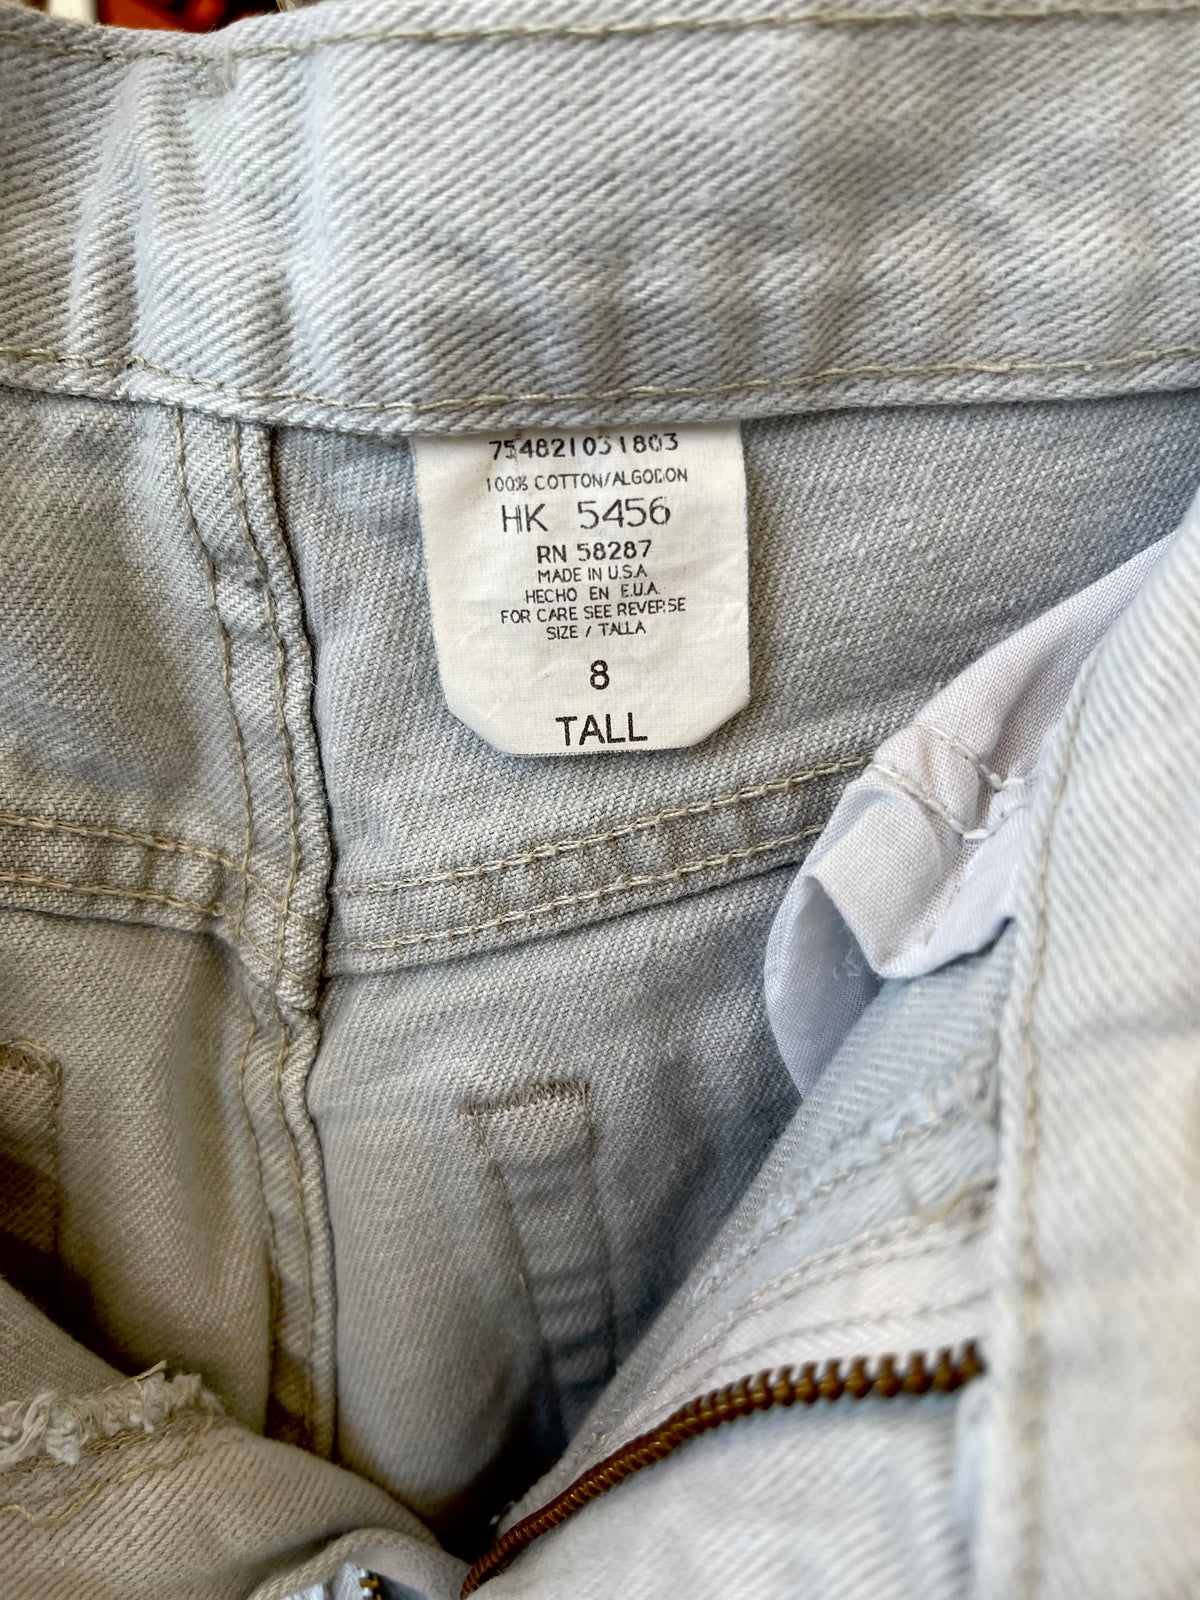 754821031803
100% COTTON/ALGODON
HK 5456
RN 58287
MADE IN U.S.A
HECHO EN E.U.A.
FOR CARE SEE REVERSE
SIZE / TALLA
8
TALL